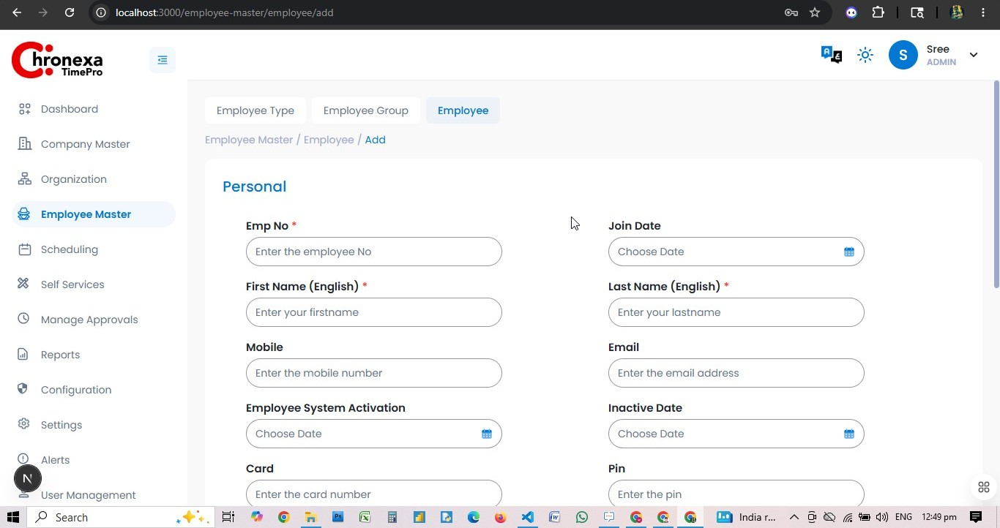 localhost:3000/employee-master/employee/add
Chronexa
TimePro
A
E
S
Sree
ADMIN
Dashboard
Company Master
Organization
Employee Master
Scheduling
Self Services
Manage Approvals
Reports
Configuration
Settings
Alerts
N
User Management
Employee Type
Employee Group
Employee
Employee Master / Employee / Add
Personal
Emp No *
Join Date
Enter the employee No
Choose Date
First Name (English) *
Last Name (English) *
Enter your firstname
Enter your lastname
Mobile
Email
Enter the mobile number
Enter the email address
Employee System Activation
Inactive Date
Choose Date
Choose Date
Card
Pin
Enter the card number
Enter the pin
Search
India r...
ENG
12:49 pm